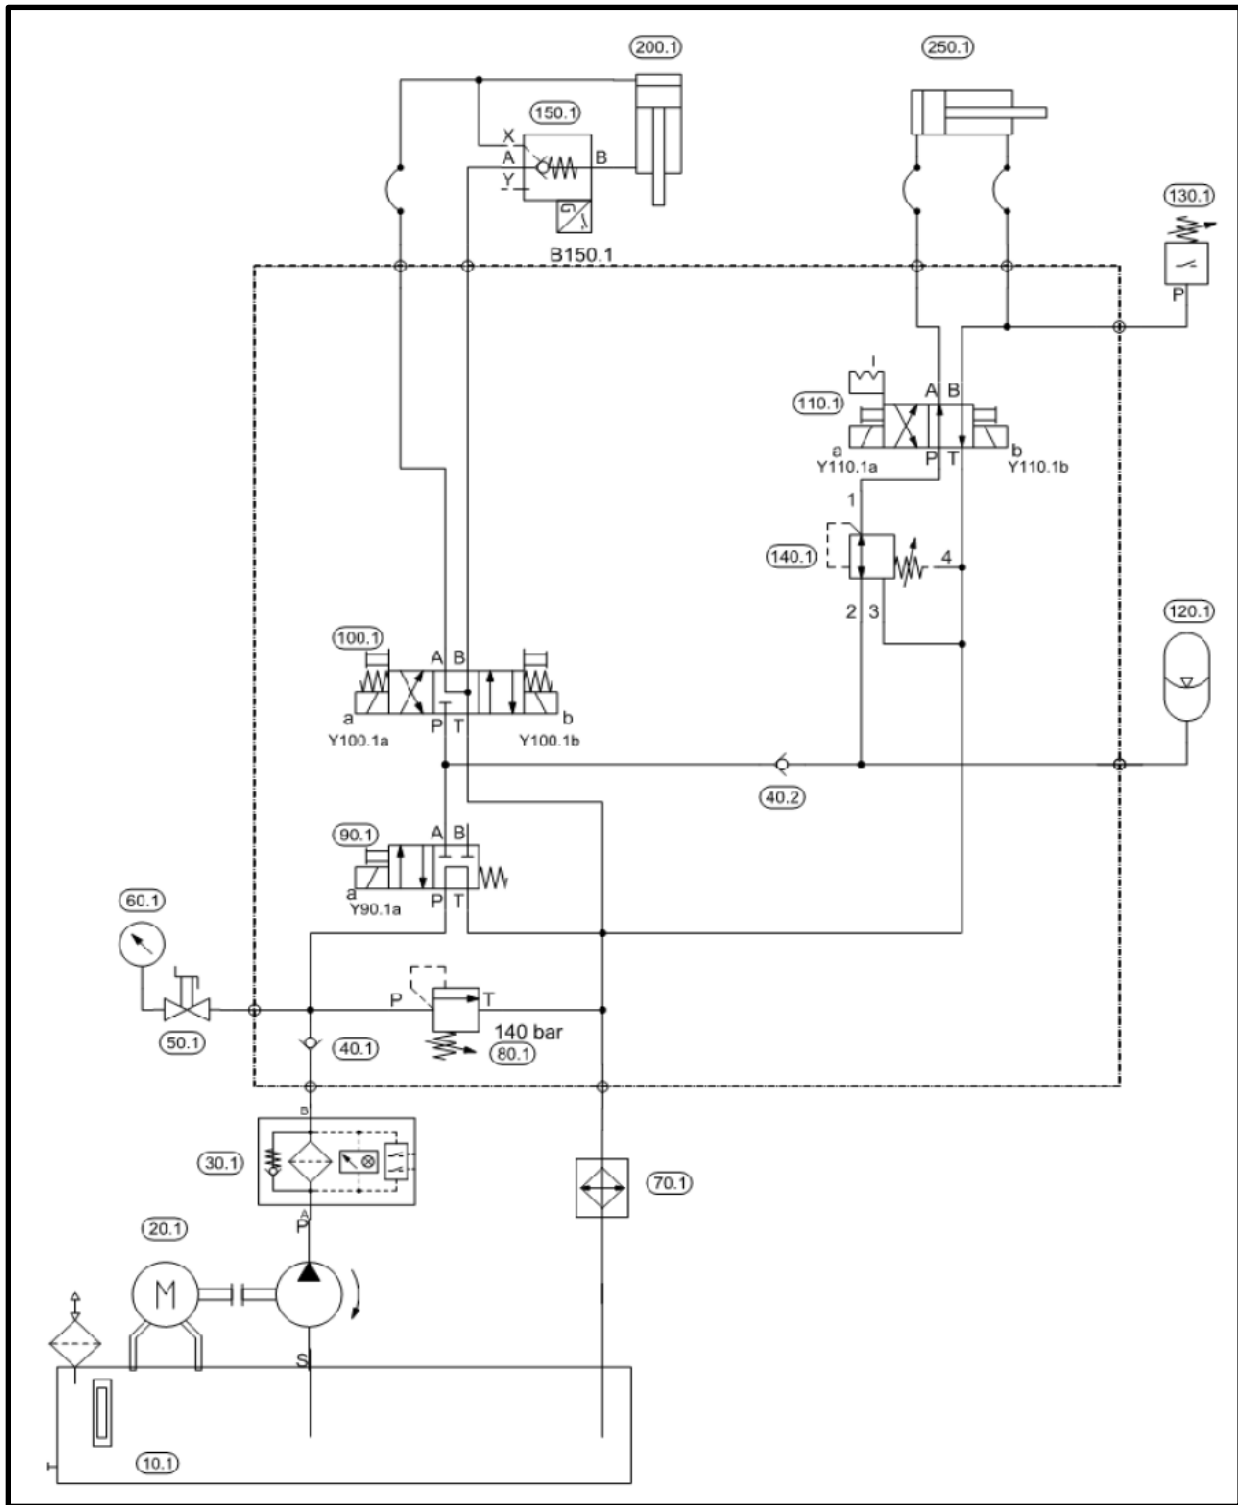 200.1
250.1
150.1
X
A
B
Y
G
B150.1
130.1
P
I
A B
110.1
a
b
P T
Y110.1a
Y110.1b
1
140.1
4
2 3
120.1
100.1
A B
a
b
P T
Y100.1a
Y100.1b
40.2
90.1
A B
a
P T
Y90.1a
60.1
P
T
140 bar
50.1
40.1
80.1
B
30.1
A
P
70.1
20.1
M
S
10.1